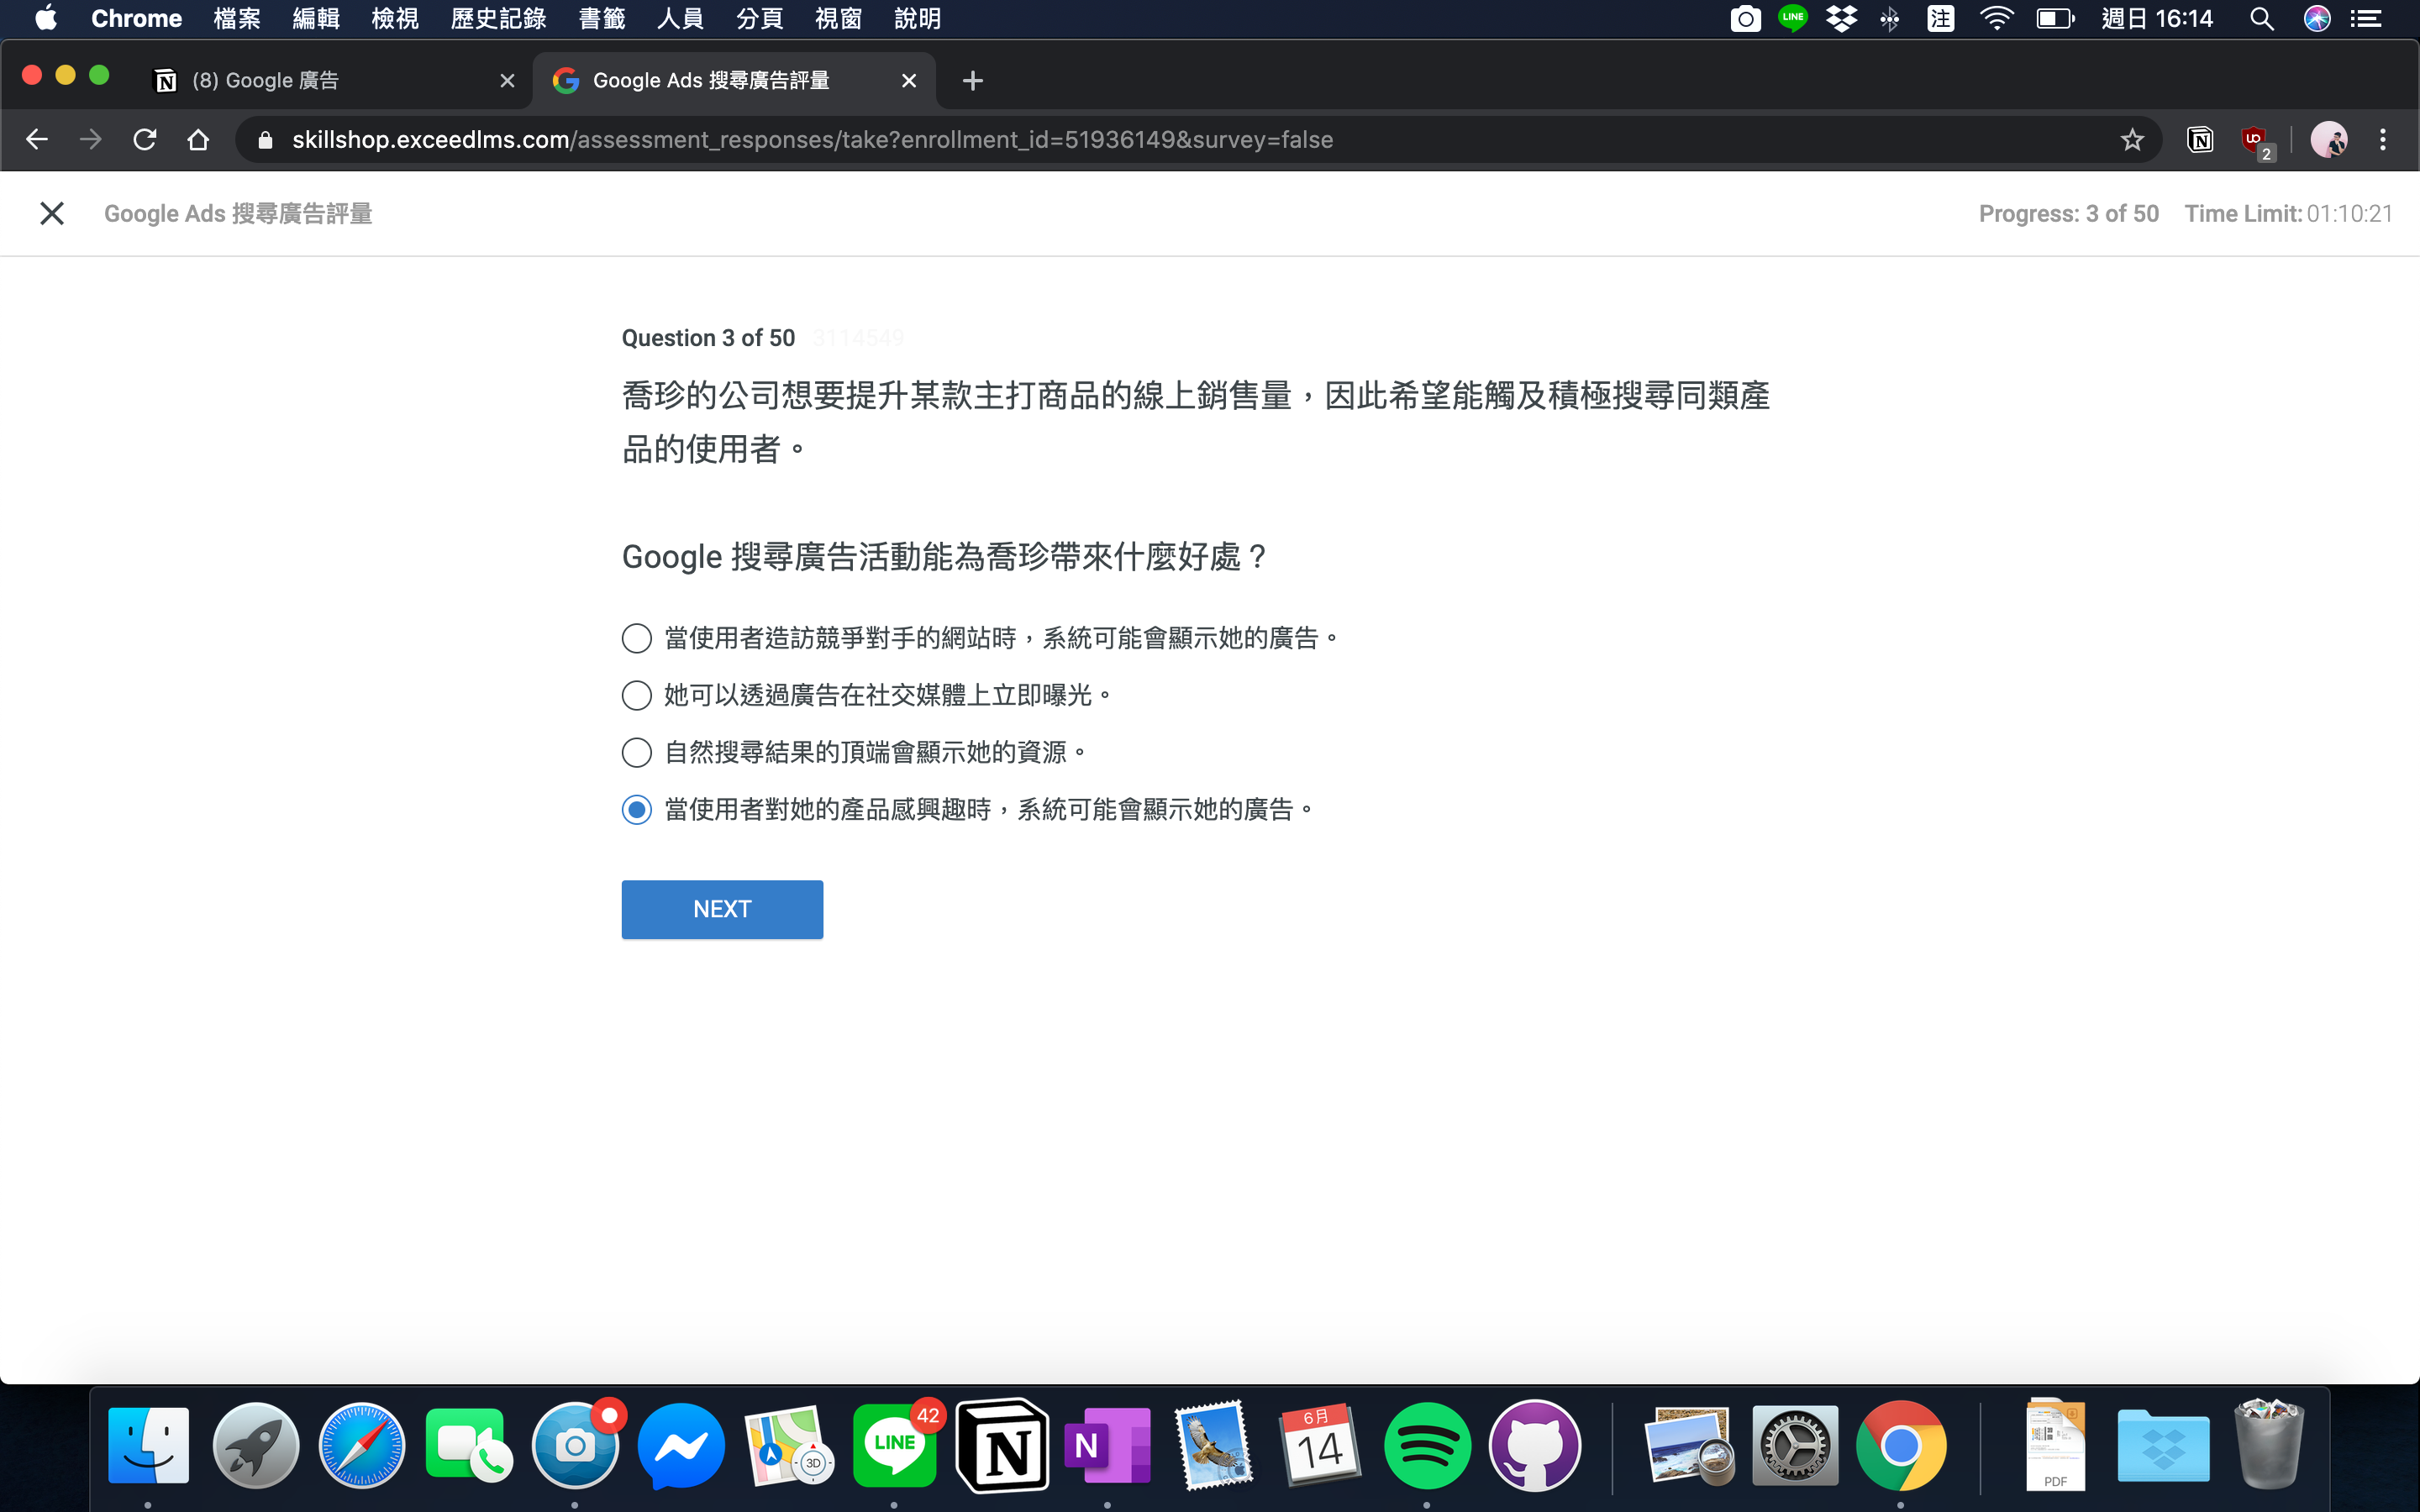 Chrome 檔案 編輯 檢視 歷史記錄 書籤 人員 分頁 視窗 說明 LINE 注 週日 16:14
(8) Google 廣告 Google Ads 搜尋廣告評量
skillshop.exceedlms.com/assessment_responses/take?enrollment_id=51936149&survey=false 2
Google Ads 搜尋廣告評量 Progress: 3 of 50 Time Limit: 01:10:21
Question 3 of 50 3114549
喬珍的公司想要提升某款主打商品的線上銷售量，因此希望能觸及積極搜尋同類產
品的使用者。
Google 搜尋廣告活動能為喬珍帶來什麼好處？
當使用者造訪競爭對手的網站時，系統可能會顯示她的廣告。
她可以透過廣告在社交媒體上立即曝光。
自然搜尋結果的頂端會顯示她的資源。
當使用者對她的產品感興趣時，系統可能會顯示她的廣告。
NEXT
3D LINE 42 N N 6月 14 PDF